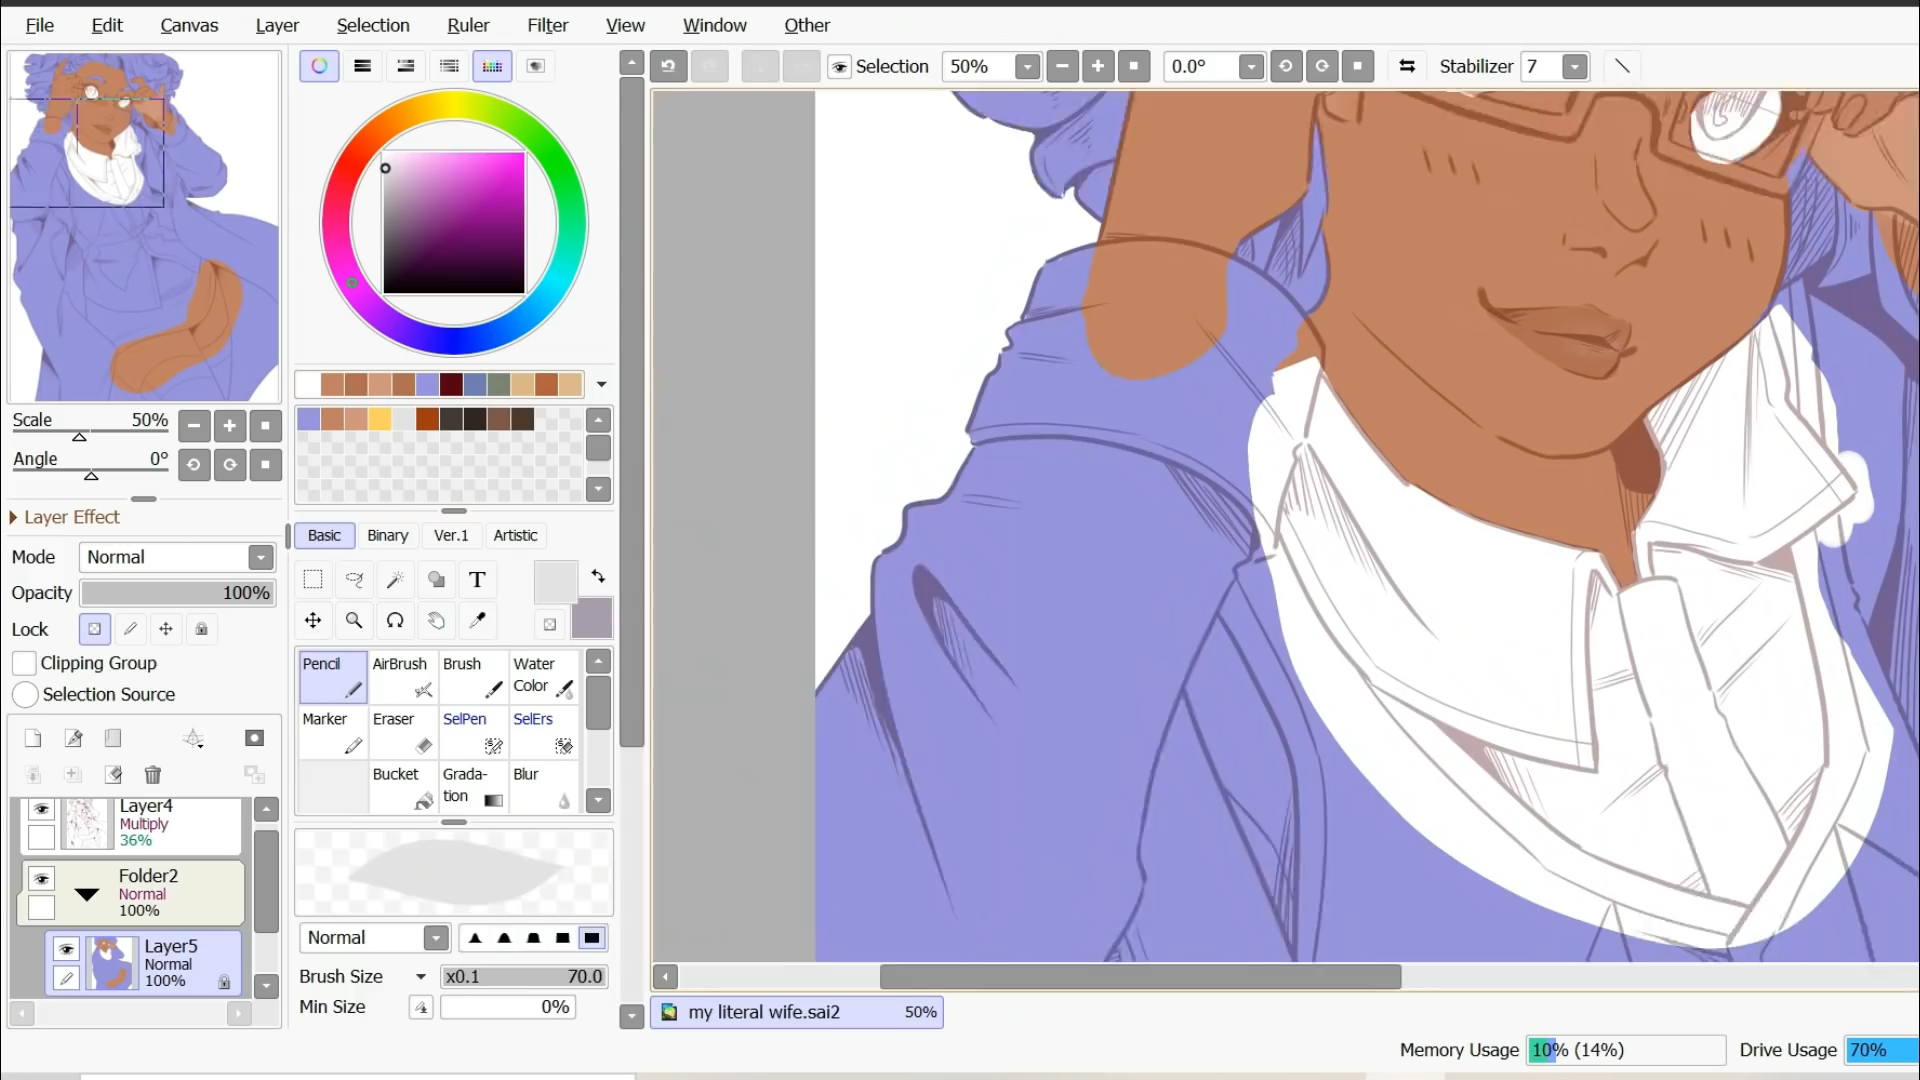 File Edit Canvas Layer Selection Ruler Filter View Window Other
Selection 50% 0.0° Stabilizer 7
Scale 50%
Angle 0°
Layer Effect
Mode Normal
Opacity 100%
Lock
Clipping Group
Selection Source
Layer4
Multiply
36%
Folder2
Normal
100%
Layer5
Normal
100%
Basic Binary Ver.1 Artistic
T
Pencil AirBrush Brush Water Color
Marker Eraser SelPen SelErs
Bucket Grada-tion Blur
Normal
Brush Size x0.1 70.0
Min Size 0%
my literal wife.sai2 50%
Memory Usage 10% (14%) Drive Usage 70%